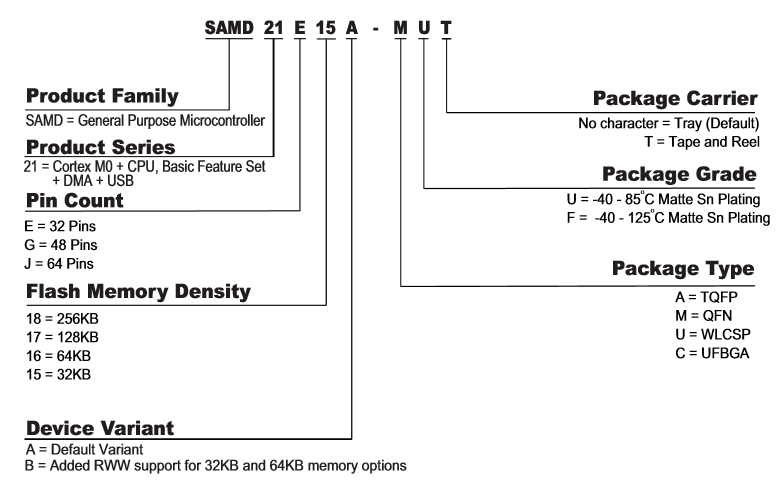 SAMD 21 E 15 A - M U T
Product Family
SAMD = General Purpose Microcontroller
Product Series
21 = Cortex M0 + CPU, Basic Feature Set
+ DMA + USB
Pin Count
E = 32 Pins
G = 48 Pins
J = 64 Pins
Flash Memory Density
18 = 256KB
17 = 128KB
16 = 64KB
15 = 32KB
Device Variant
A = Default Variant
B = Added RWW support for 32KB and 64KB memory options
Package Carrier
No character = Tray (Default)
T = Tape and Reel
Package Grade
U = -40 - 85°C Matte Sn Plating
F = -40 - 125°C Matte Sn Plating
Package Type
A = TQFP
M = QFN
U = WLCSP
C = UFBGA